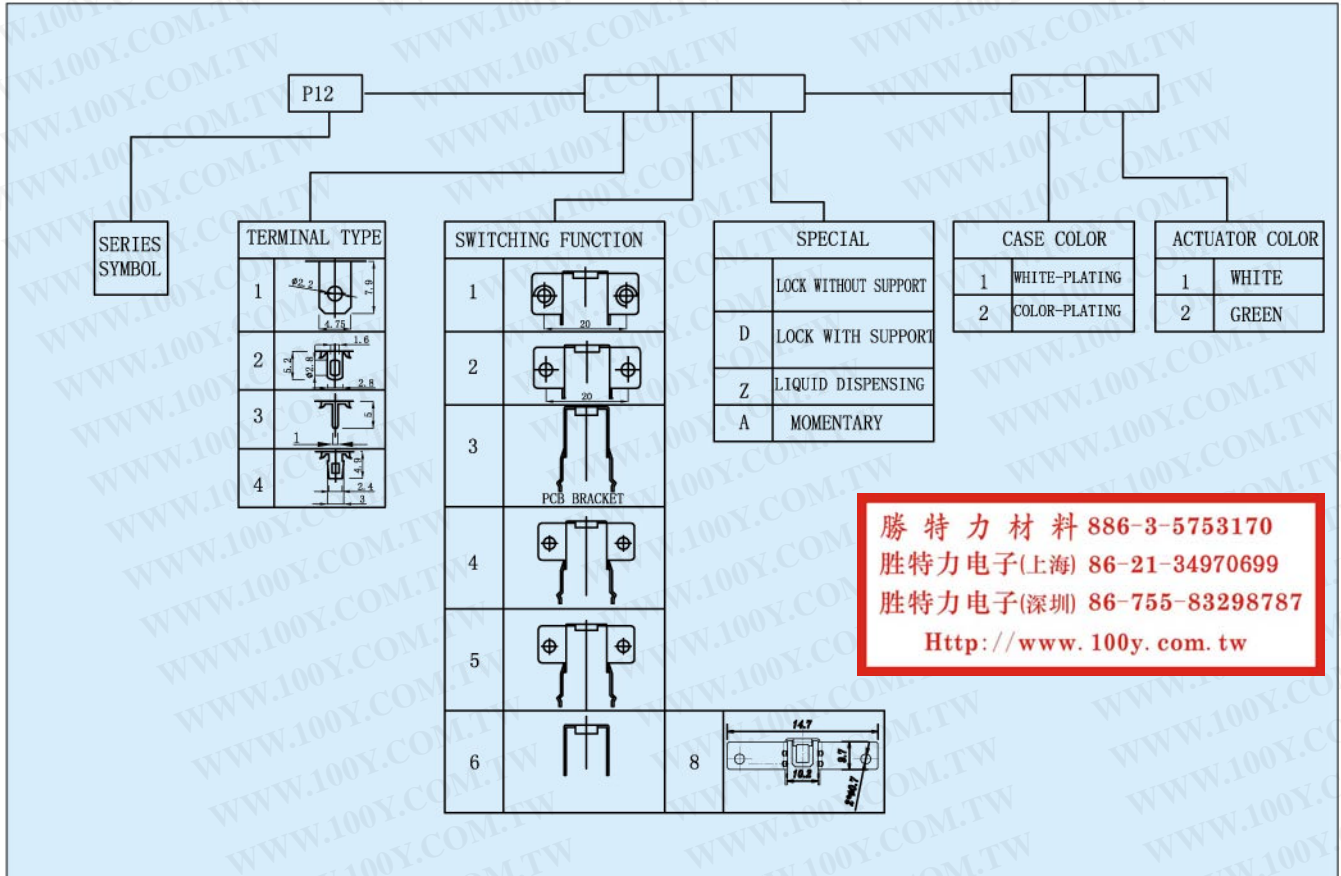 P12
SERIES
SYMBOL
TERMINAL TYPE
1
ø2.2
7.9
4.75
2
1.6
5.2
ø2.8
2.8
3
5
1
4
4.9
2.4
3
SWITCHING FUNCTION
1
20
2
20
3
PCB BRACKET
4
5
6
8
14.7
10.2
SPECIAL
LOCK WITHOUT SUPPORT
D LOCK WITH SUPPORT
Z LIQUID DISPENSING
A MOMENTARY
CASE COLOR
1 WHITE-PLATING
2 COLOR-PLATING
ACTUATOR COLOR
1 WHITE
2 GREEN
勝特力材料 886-3-5753170
胜特力电子(上海) 86-21-34970699
胜特力电子(深圳) 86-755-83298787
Http://www.100y.com.tw
WWW.100Y.COM.TW